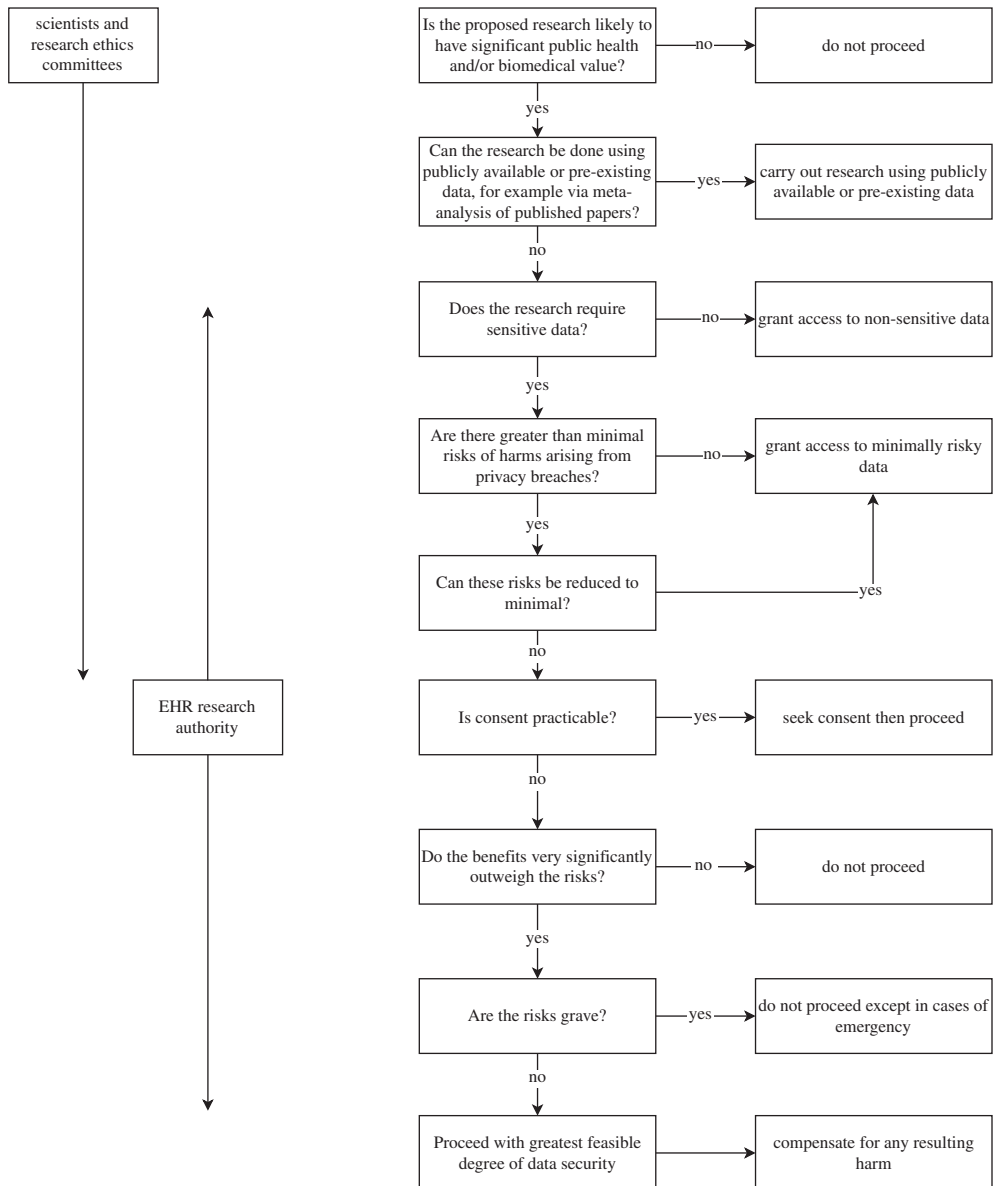 scientists and
research ethics
committees
Is the proposed research likely to
have significant public health
and/or biomedical value?
no
do not proceed
yes
Can the research be done using
publicly available or pre-existing
data, for example via meta-
analysis of published papers?
yes
carry out research using publicly
available or pre-existing data
no
Does the research require
sensitive data?
no
grant access to non-sensitive data
yes
Are there greater than minimal
risks of harms arising from
privacy breaches?
no
grant access to minimally risky
data
yes
Can these risks be reduced to
minimal?
yes
no
EHR research
authority
Is consent practicable?
yes
seek consent then proceed
no
Do the benefits very significantly
outweigh the risks?
no
do not proceed
yes
Are the risks grave?
yes
do not proceed except in cases of
emergency
no
Proceed with greatest feasible
degree of data security
compensate for any resulting
harm